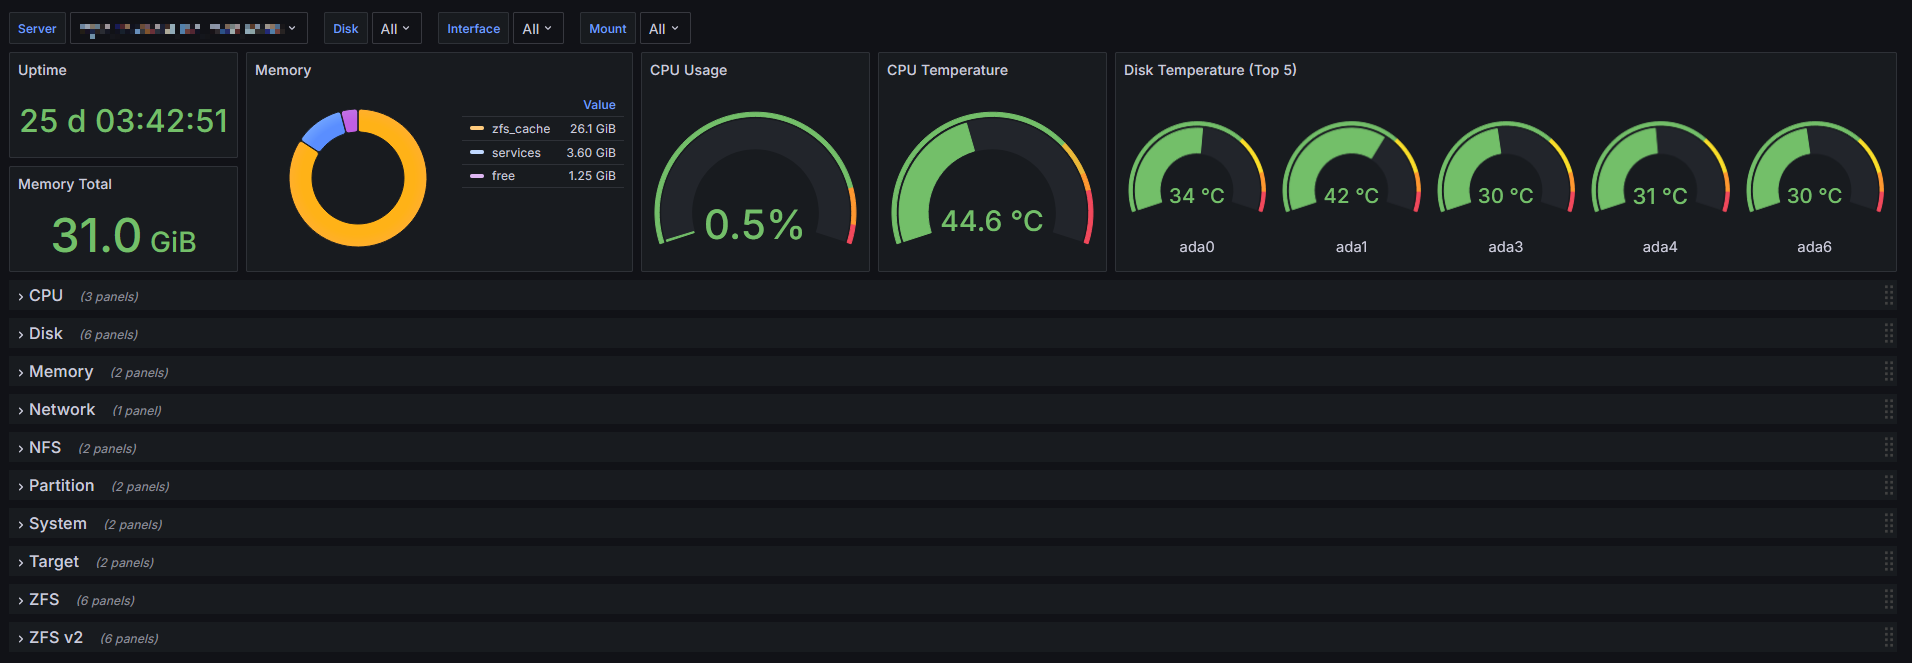 Server
Disk All Interface All Mount All
Uptime
25 d 03:42:51
Memory Total
31.0 GiB
Memory
Value
zfs_cache 26.1 GiB
services 3.60 GiB
free 1.25 GiB
CPU Usage
0.5%
CPU Temperature
44.6 °C
Disk Temperature (Top 5)
34 °C 42 °C 30 °C 31 °C 30 °C
ada0 ada1 ada3 ada4 ada6
CPU (3 panels)
Disk (6 panels)
Memory (2 panels)
Network (1 panel)
NFS (2 panels)
Partition (2 panels)
System (2 panels)
Target (2 panels)
ZFS (6 panels)
ZFS v2 (6 panels)